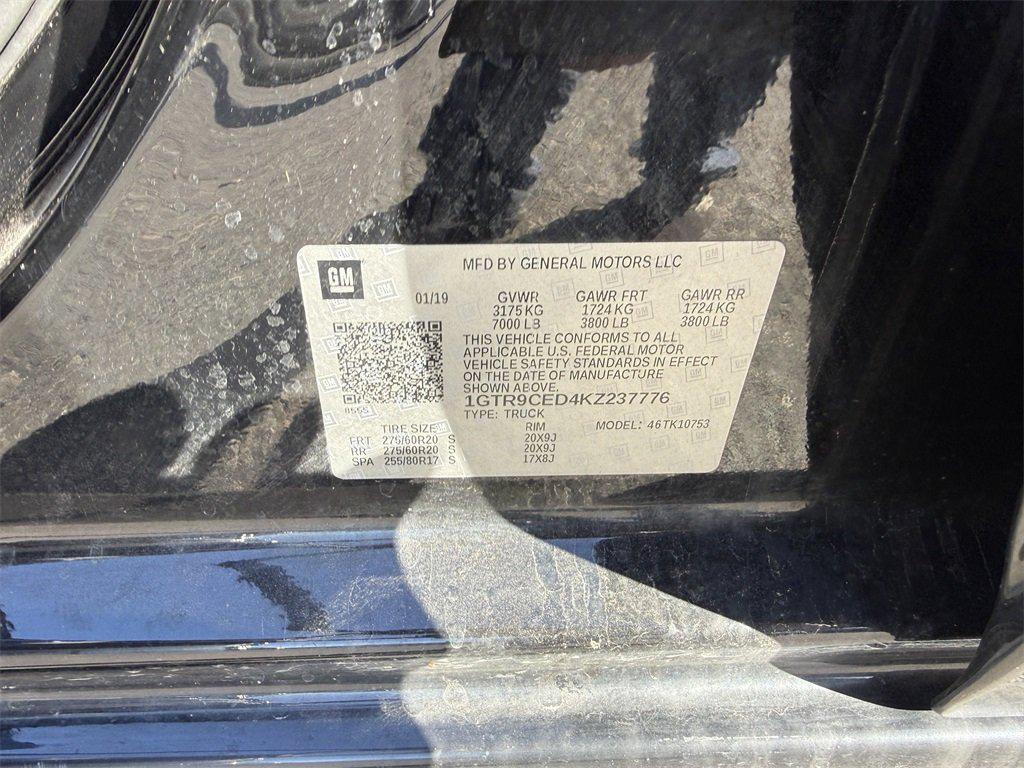 GM
MFD BY GENERAL MOTORS LLC
01/19
GVWR GAWR FRT GAWR RR
3175 KG 1724 KG 1724 KG
7000 LB 3800 LB 3800 LB
THIS VEHICLE CONFORMS TO ALL
APPLICABLE U.S. FEDERAL MOTOR
VEHICLE SAFETY STANDARDS IN EFFECT
ON THE DATE OF MANUFACTURE
SHOWN ABOVE.
8555
1GTR9CED4KZ237776
TYPE: TRUCK
TIRE SIZE RIM MODEL: 46TK10753
FRT 275/60R20 S 20X9J
RR 275/60R20 S 20X9J
SPA 255/80R17 S 17X8J